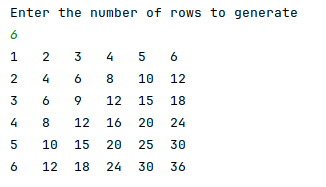 Enter the number of rows to generate
6
1   2   3   4   5   6
2   4   6   8   10  12
3   6   9   12  15  18
4   8   12  16  20  24
5   10  15  20  25  30
6   12  18  24  30  36